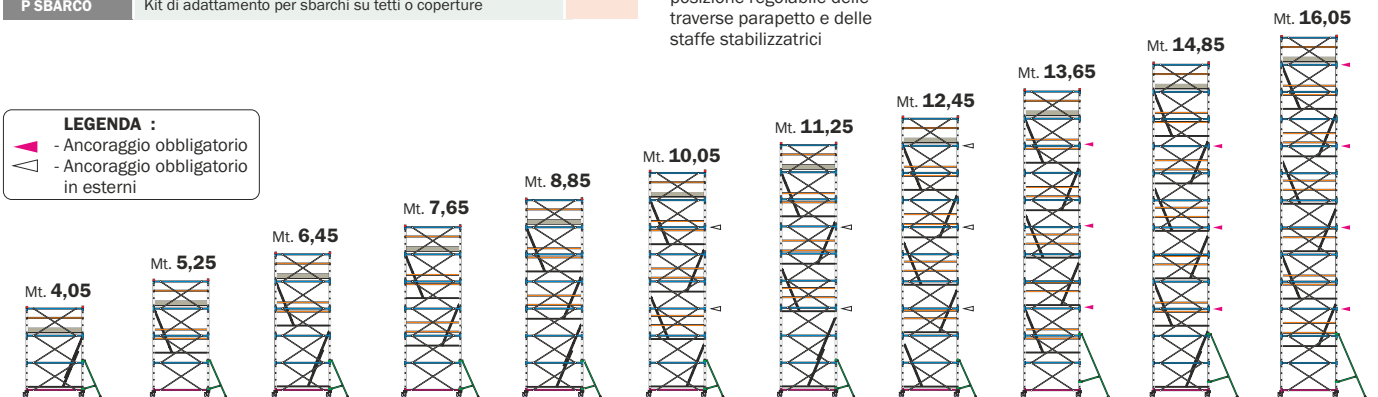 P SBARCO Kit di adattamento per sbarchi su tetti o coperture
traverse parapetto e delle
staffe stabilizzatrici
LEGENDA :
- Ancoraggio obbligatorio
- Ancoraggio obbligatorio
in esterni
Mt. 4,05
Mt. 5,25
Mt. 6,45
Mt. 7,65
Mt. 8,85
Mt. 10,05
Mt. 11,25
Mt. 12,45
Mt. 13,65
Mt. 14,85
Mt. 16,05